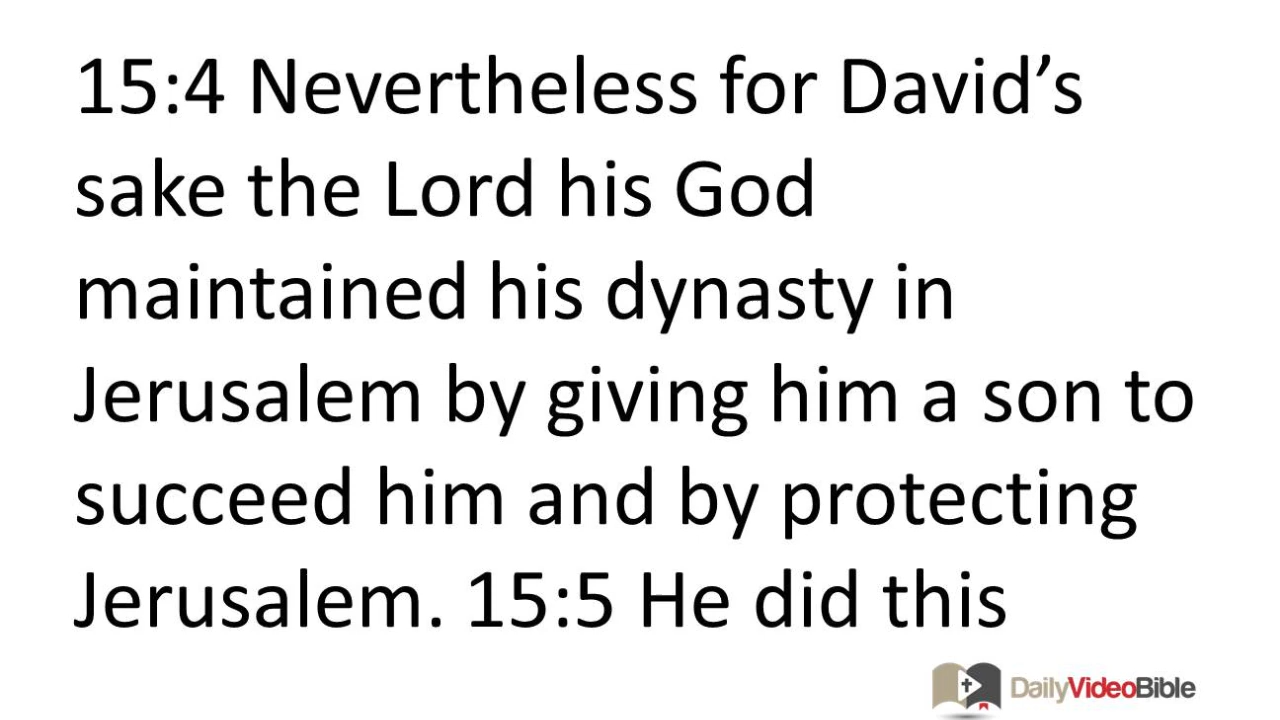 15:4 Nevertheless for David’s
sake the Lord his God
maintained his dynasty in
Jerusalem by giving him a son to
succeed him and by protecting
Jerusalem. 15:5 He did this
DailyVideoBible